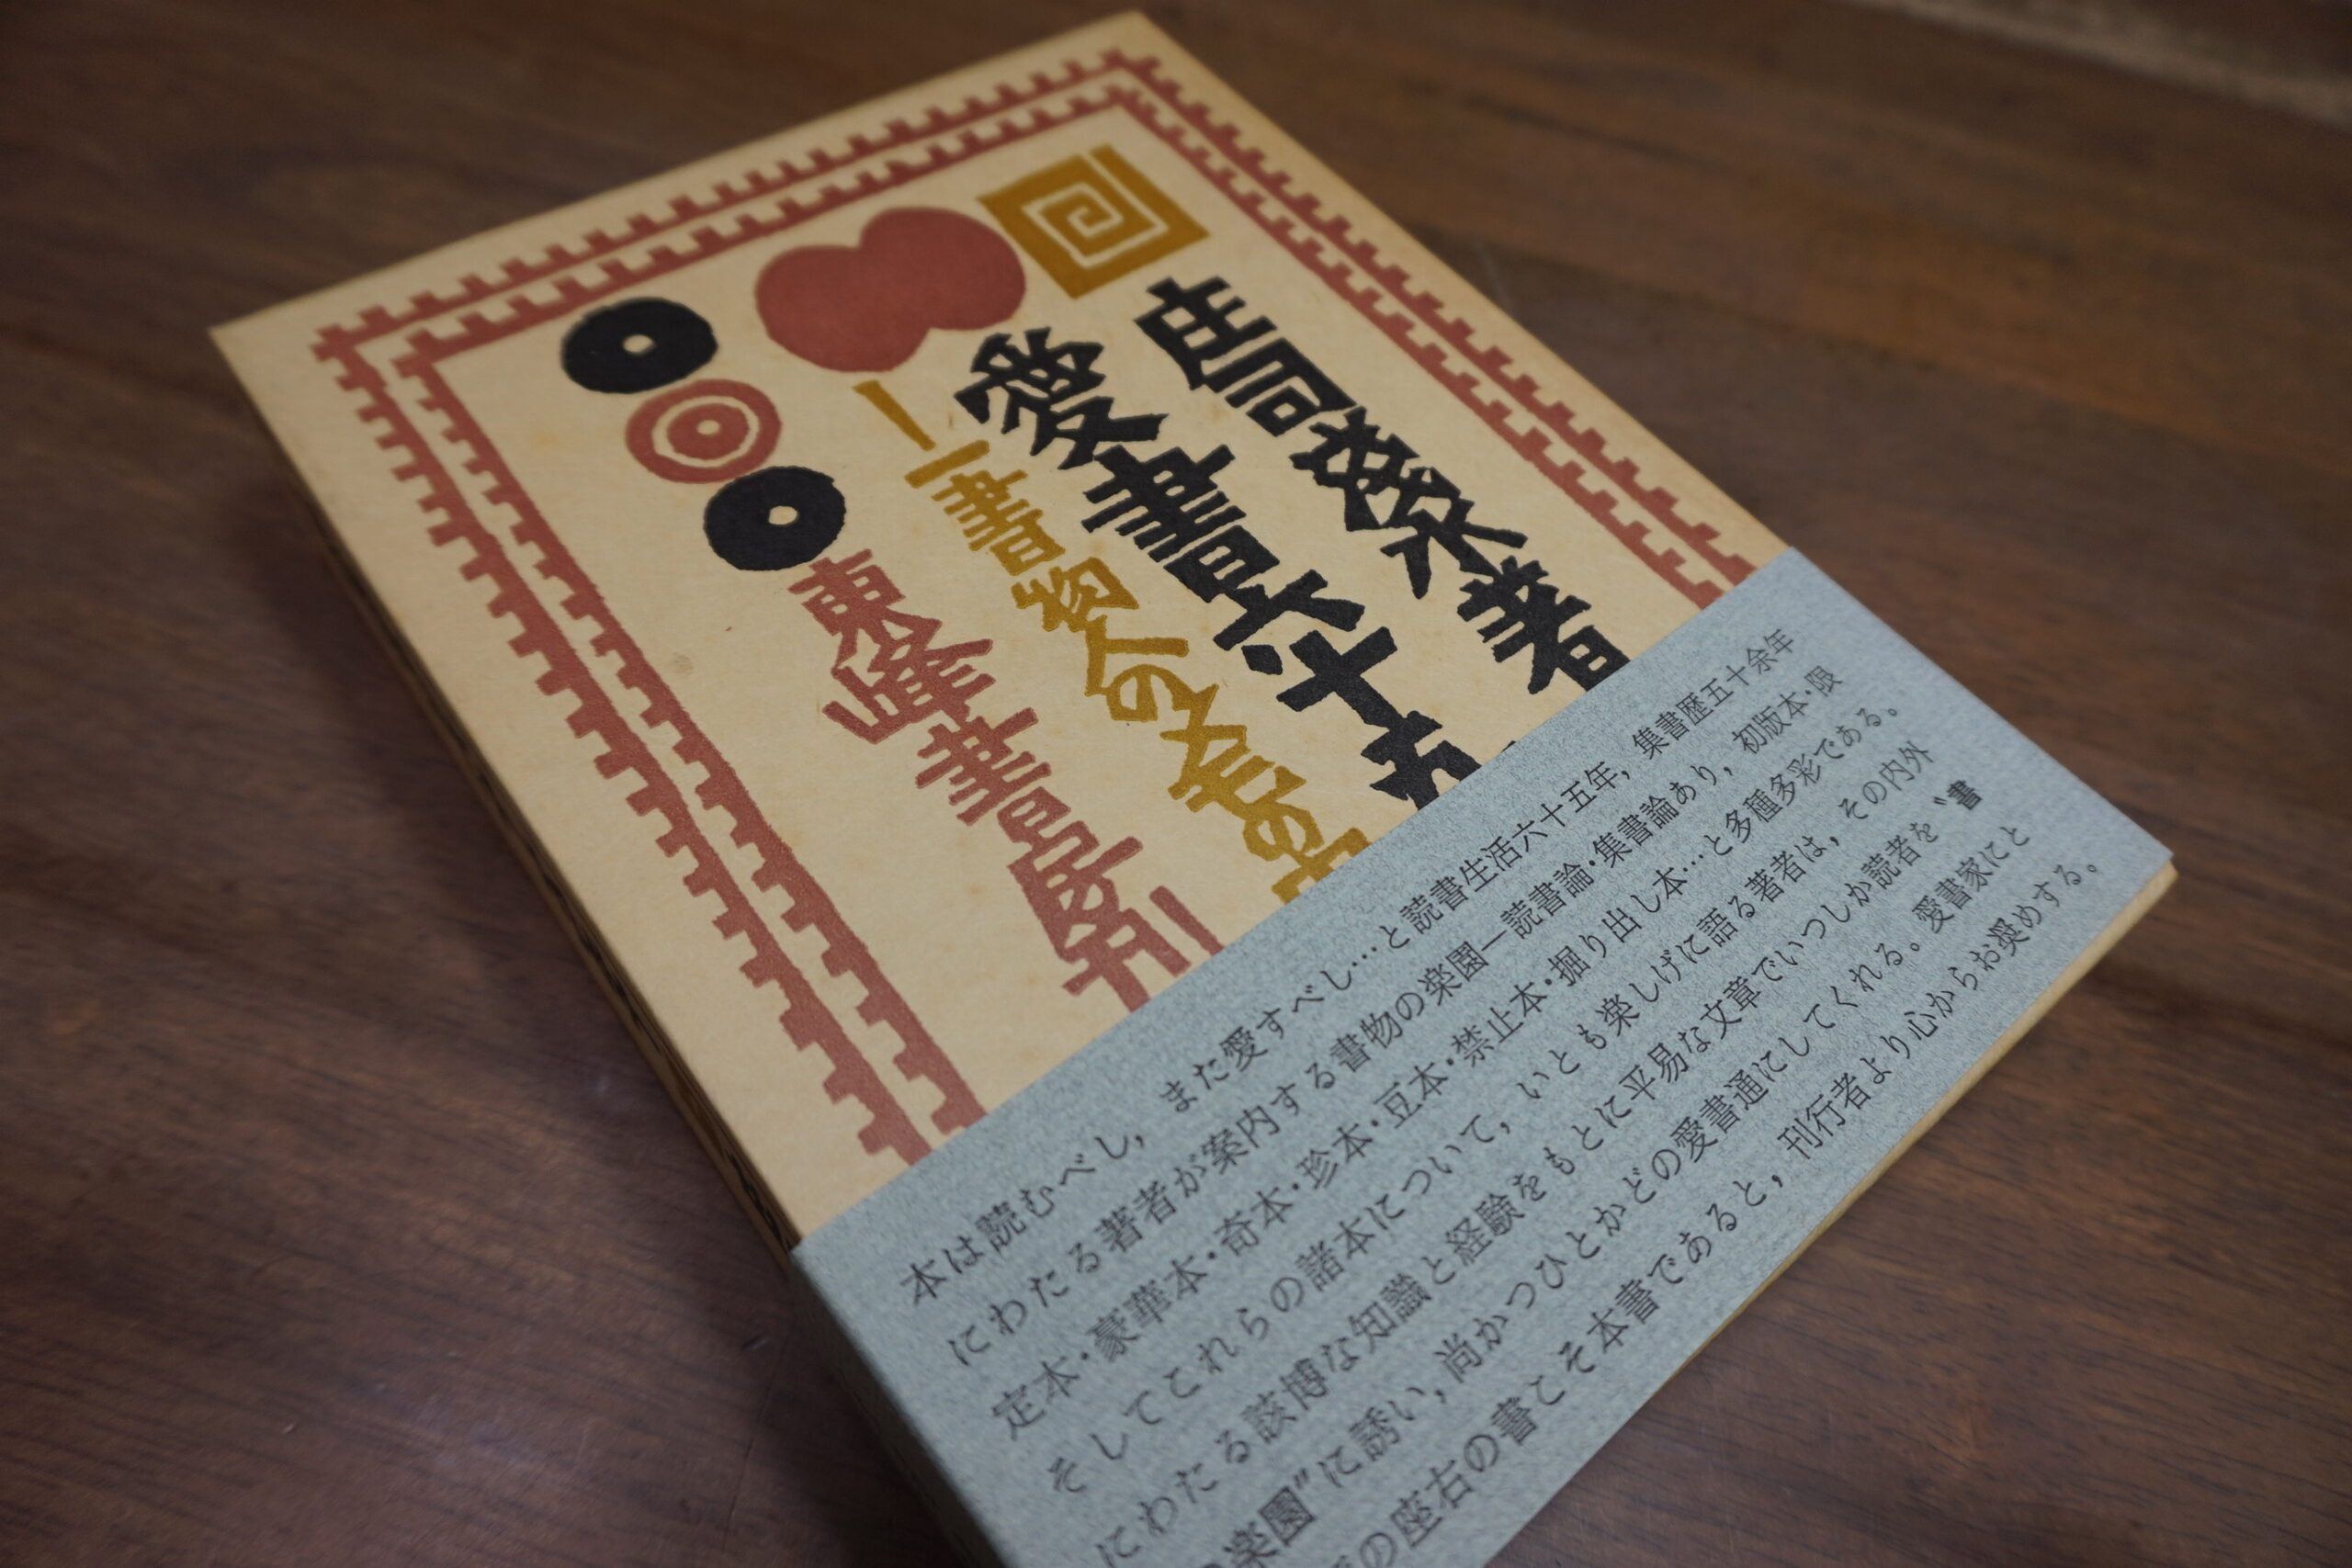 庄司淺水著
愛書六十五
書物
東峰書房刊
本は読むべし，また愛すべし…と読書生活六十五年，集書歴五十余年
にわたる著者が案内する書物の楽園—読書論・集書論あり，初版本・限
定本・豪華本・奇本・珍本・豆本・禁止本・掘り出し本…と多種多彩である。
そしてこれらの諸本について，いとも楽しげに語る著者は，その内外
にわたる該博な知識と経験をもとに平易な文章でいつしか読者を〝書
の楽園〟に誘い，尚かつひとかどの愛書通にしてくれる。愛書家にと
の座右の書こそ本書であると，刊行者より心からお奨めする。